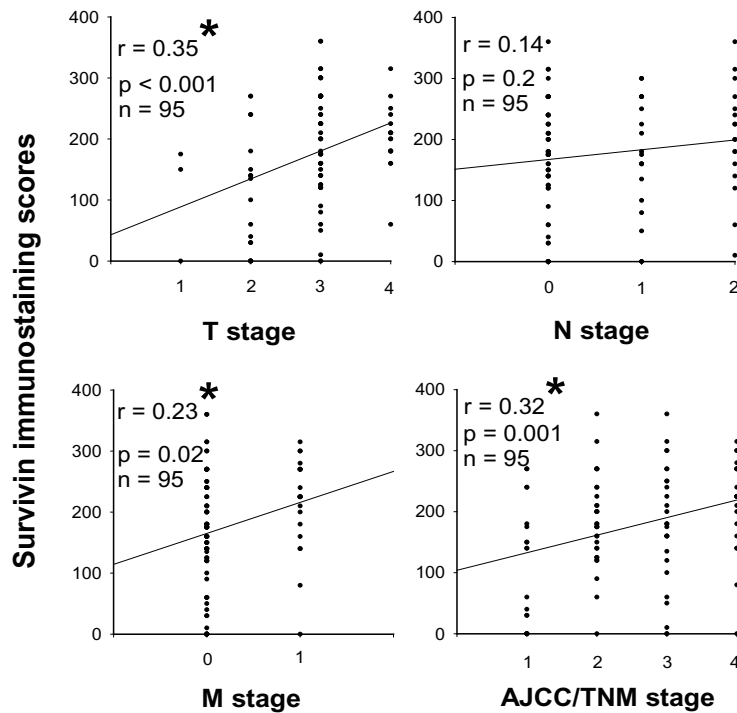 Survivin immunostaining scores
*
r = 0.35
p < 0.001
n = 95
400
300
200
100
0
1 2 3 4
T stage
r = 0.14
p = 0.2
n = 95
400
300
200
100
0
0 1 2
N stage
*
r = 0.23
p = 0.02
n = 95
400
300
200
100
0
0 1
M stage
*
r = 0.32
p = 0.001
n = 95
400
300
200
100
0
1 2 3 4
AJCC/TNM stage